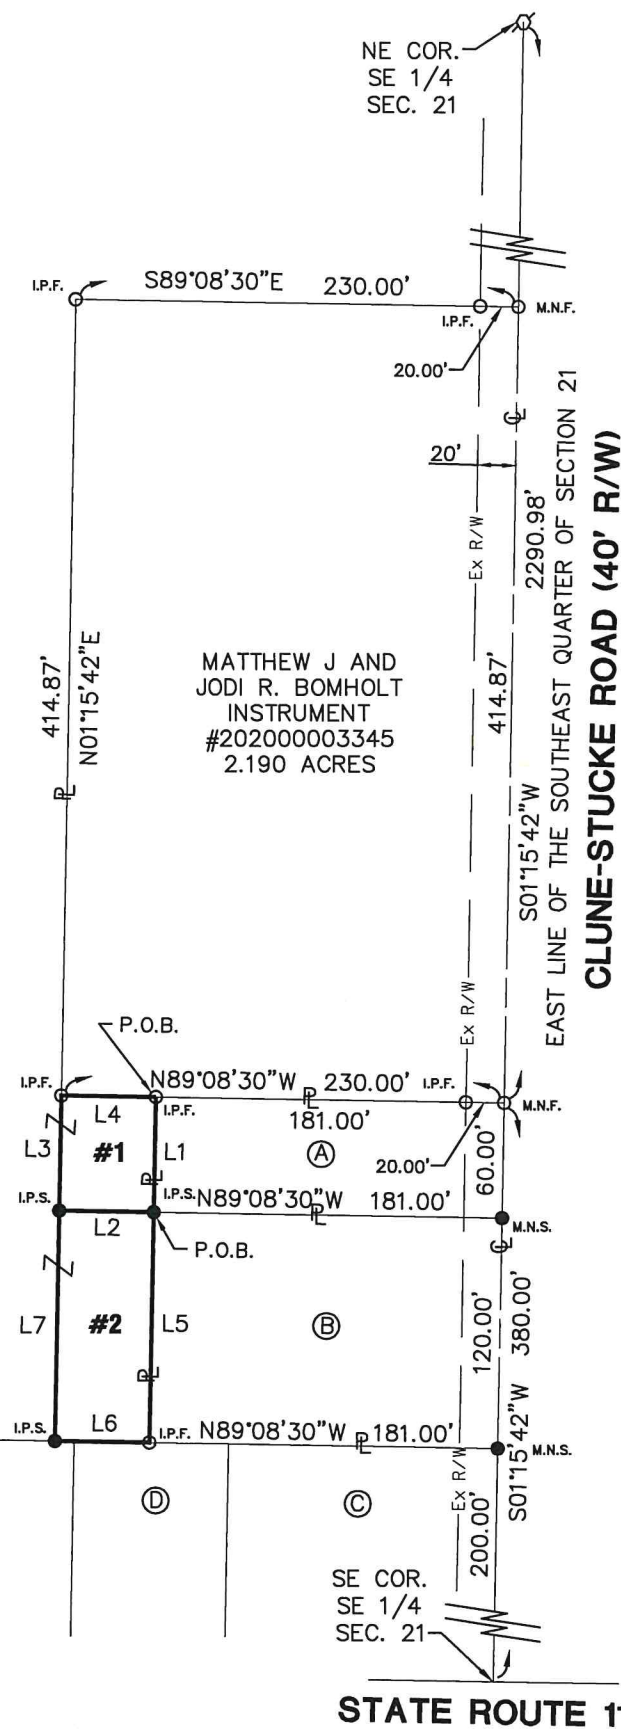 NE COR.
SE 1/4
SEC. 21
I.P.F.
S89°08'30"E 230.00'
I.P.F.
M.N.F.
20.00'
℄
20'
Ex R/W
2290.98'
414.87'
S01°15'42"W
EAST LINE OF THE SOUTHEAST QUARTER OF SECTION 21
CLUNE-STUCKE ROAD (40' R/W)
414.87'
N01°15'42"E
℄
MATTHEW J AND
JODI R. BOMHOLT
INSTRUMENT
#202000003345
2.190 ACRES
Ex R/W
P.O.B.
I.P.F.
N89°08'30"W 230.00'
I.P.F.
M.N.F.
L4
I.P.F.
181.00'
L3
#1
L1
Ⓐ
20.00'
60.00'
I.P.S.
I.P.S.
N89°08'30"W 181.00'
M.N.S.
L2
P.O.B.
℄
L7
#2
L5
Ⓑ
120.00'
380.00'
S01°15'42"W
I.P.S.
L6
I.P.F.
N89°08'30"W 181.00'
M.N.S.
Ⓓ
Ⓒ
Ex R/W
200.00'
SE COR.
SE 1/4
SEC. 21
STATE ROUTE 1